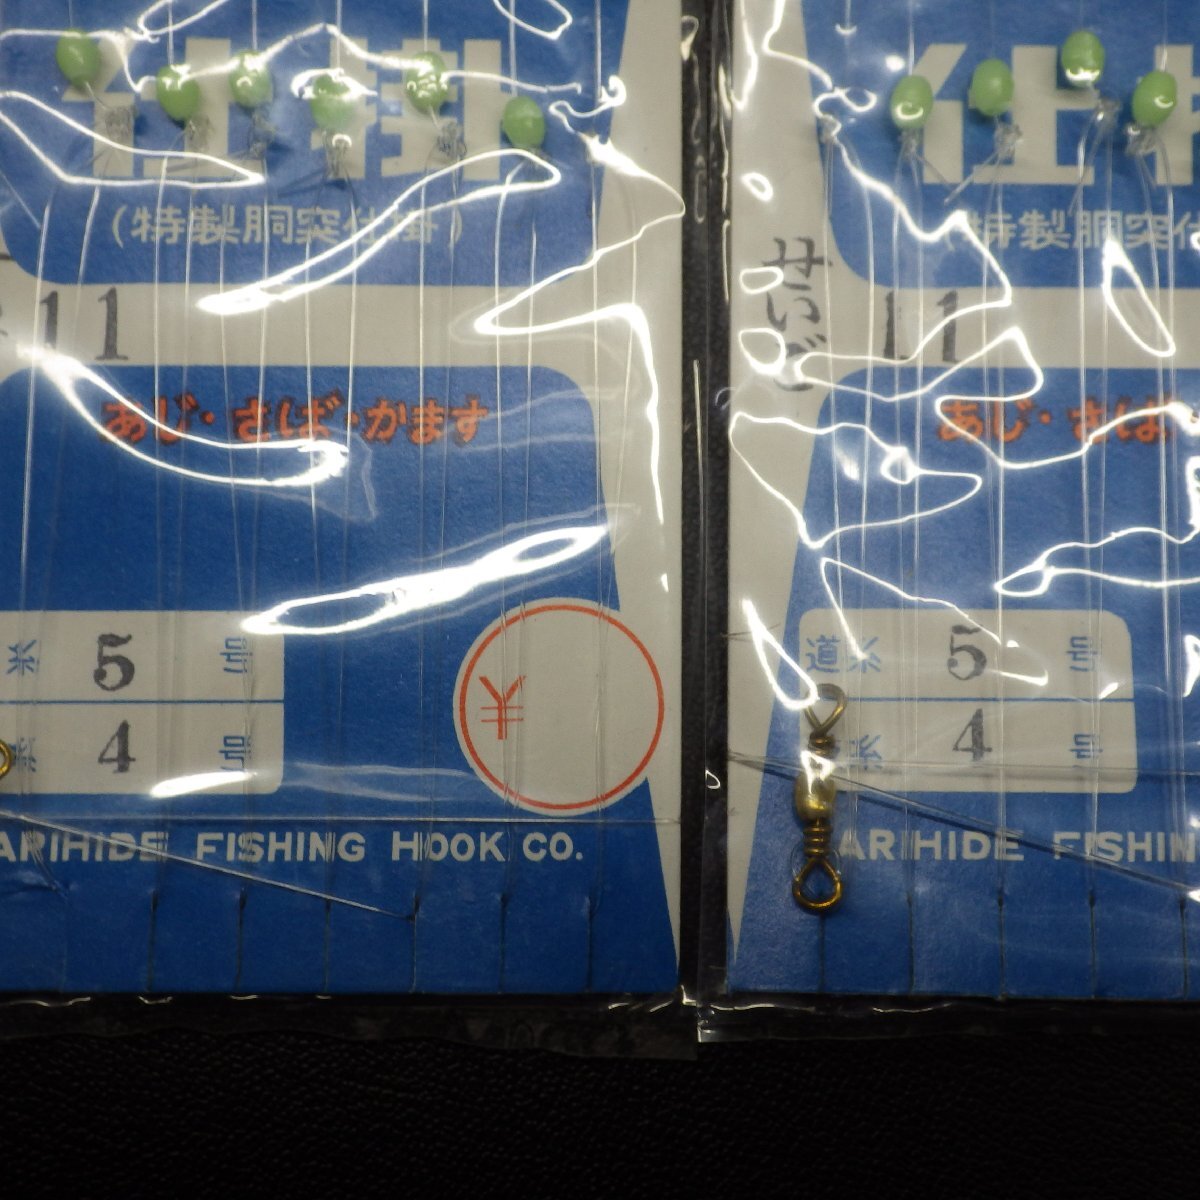 仕掛
(特製胴突仕掛)
11
あじ・さば・かます
糸 5 号
4 号
¥
ARIHIDE FISHING HOOK CO.
仕
特製胴突仕
せいご 11
あじ・さば
道糸 5 号
糸 4 号
ARIHIDE FISHIN